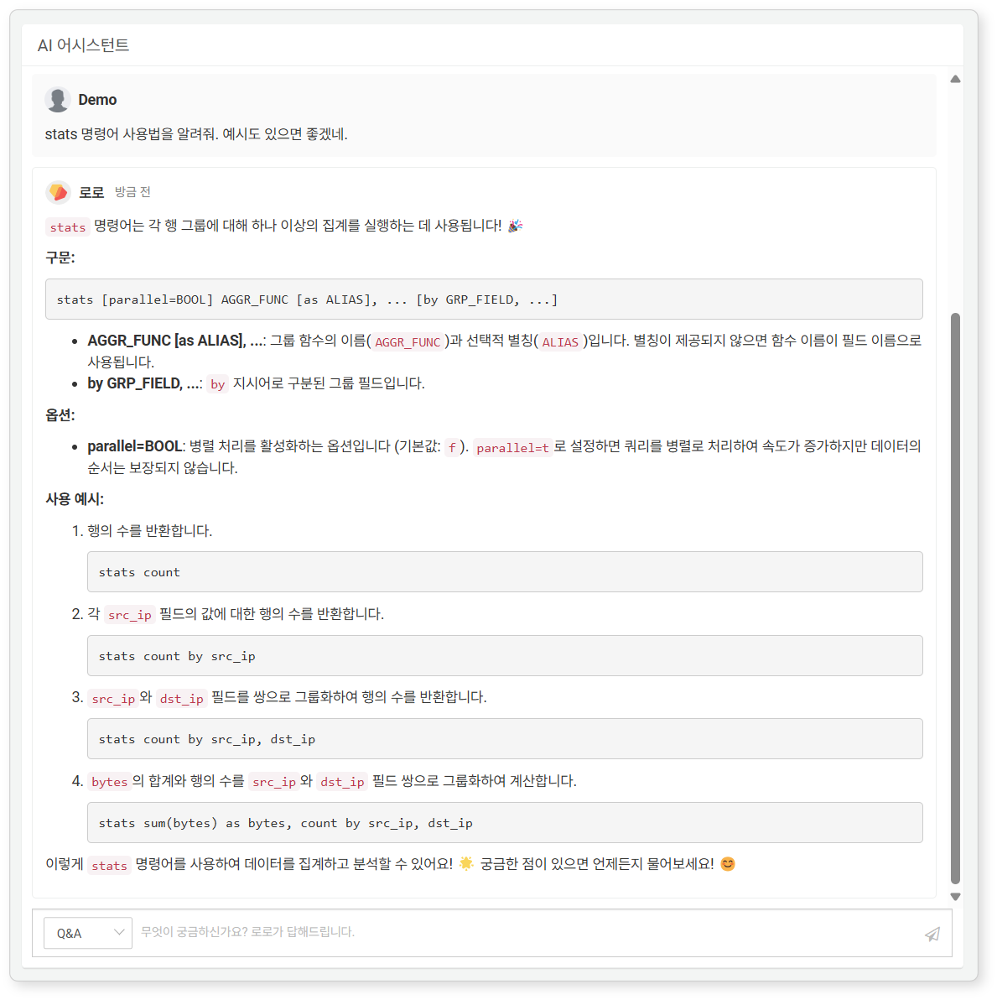 AI 어시스턴트
Demo
stats 명령어 사용법을 알려줘. 예시도 있으면 좋겠네.
로로 방금 전
stats 명령어는 각 행 그룹에 대해 하나 이상의 집계를 실행하는 데 사용됩니다! 🎉
구문:
stats [parallel=BOOL] AGGR_FUNC [as ALIAS], ... [by GRP_FIELD, ...]
• AGGR_FUNC [as ALIAS], ...: 그룹 함수의 이름( AGGR_FUNC )과 선택적 별칭( ALIAS )입니다. 별칭이 제공되지 않으면 함수 이름이 필드 이름으로
사용됩니다.
• by GRP_FIELD, ...: by 지시어로 구분된 그룹 필드입니다.
옵션:
• parallel=BOOL: 병렬 처리를 활성화하는 옵션입니다 (기본값: f ). parallel=t 로 설정하면 쿼리를 병렬로 처리하여 속도가 증가하지만 데이터의
순서는 보장되지 않습니다.
사용 예시:
1. 행의 수를 반환합니다.
stats count
2. 각 src_ip 필드의 값에 대한 행의 수를 반환합니다.
stats count by src_ip
3. src_ip 와 dst_ip 필드를 쌍으로 그룹화하여 행의 수를 반환합니다.
stats count by src_ip, dst_ip
4. bytes 의 합계와 행의 수를 src_ip 와 dst_ip 필드 쌍으로 그룹화하여 계산합니다.
stats sum(bytes) as bytes, count by src_ip, dst_ip
이렇게 stats 명령어를 사용하여 데이터를 집계하고 분석할 수 있어요! 🌟 궁금한 점이 있으면 언제든지 물어보세요! 😊
Q&A 무엇이 궁금하신가요? 로로가 답해드립니다.